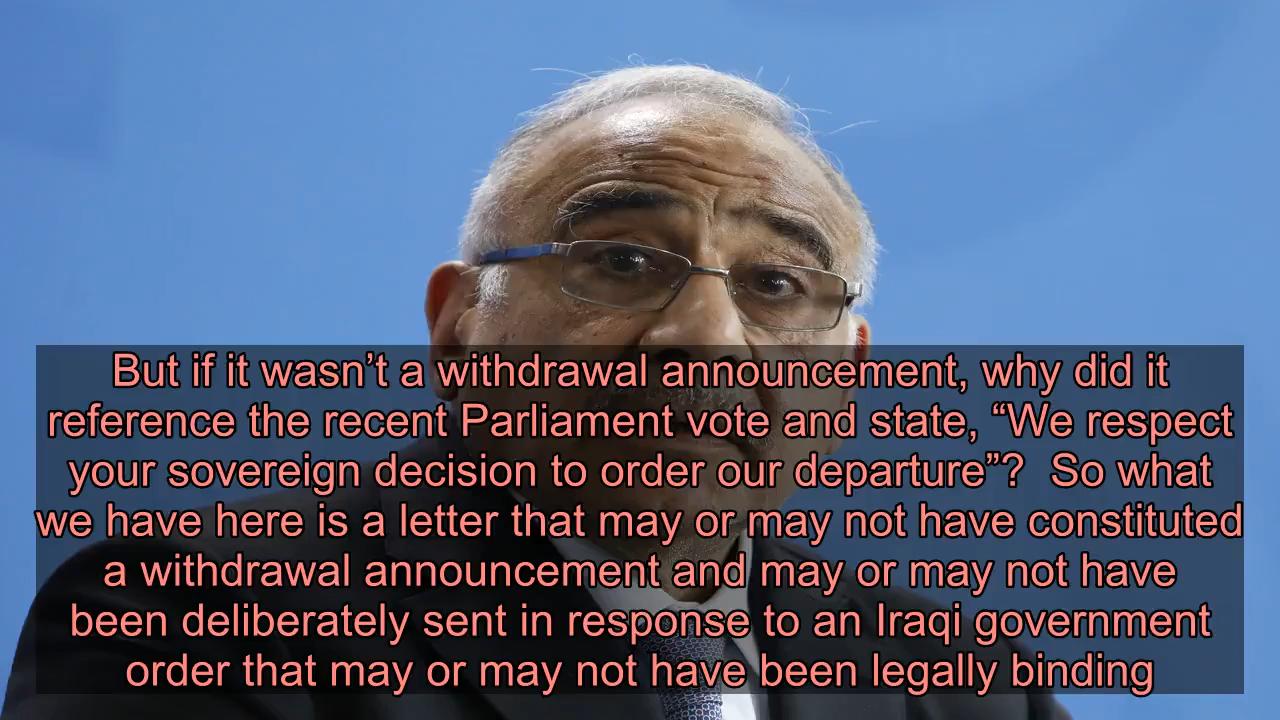 But if it wasn’t a withdrawal announcement, why did it
reference the recent Parliament vote and state, “We respect
your sovereign decision to order our departure”?  So what
we have here is a letter that may or may not have constituted
a withdrawal announcement and may or may not have
been deliberately sent in response to an Iraqi government
order that may or may not have been legally binding